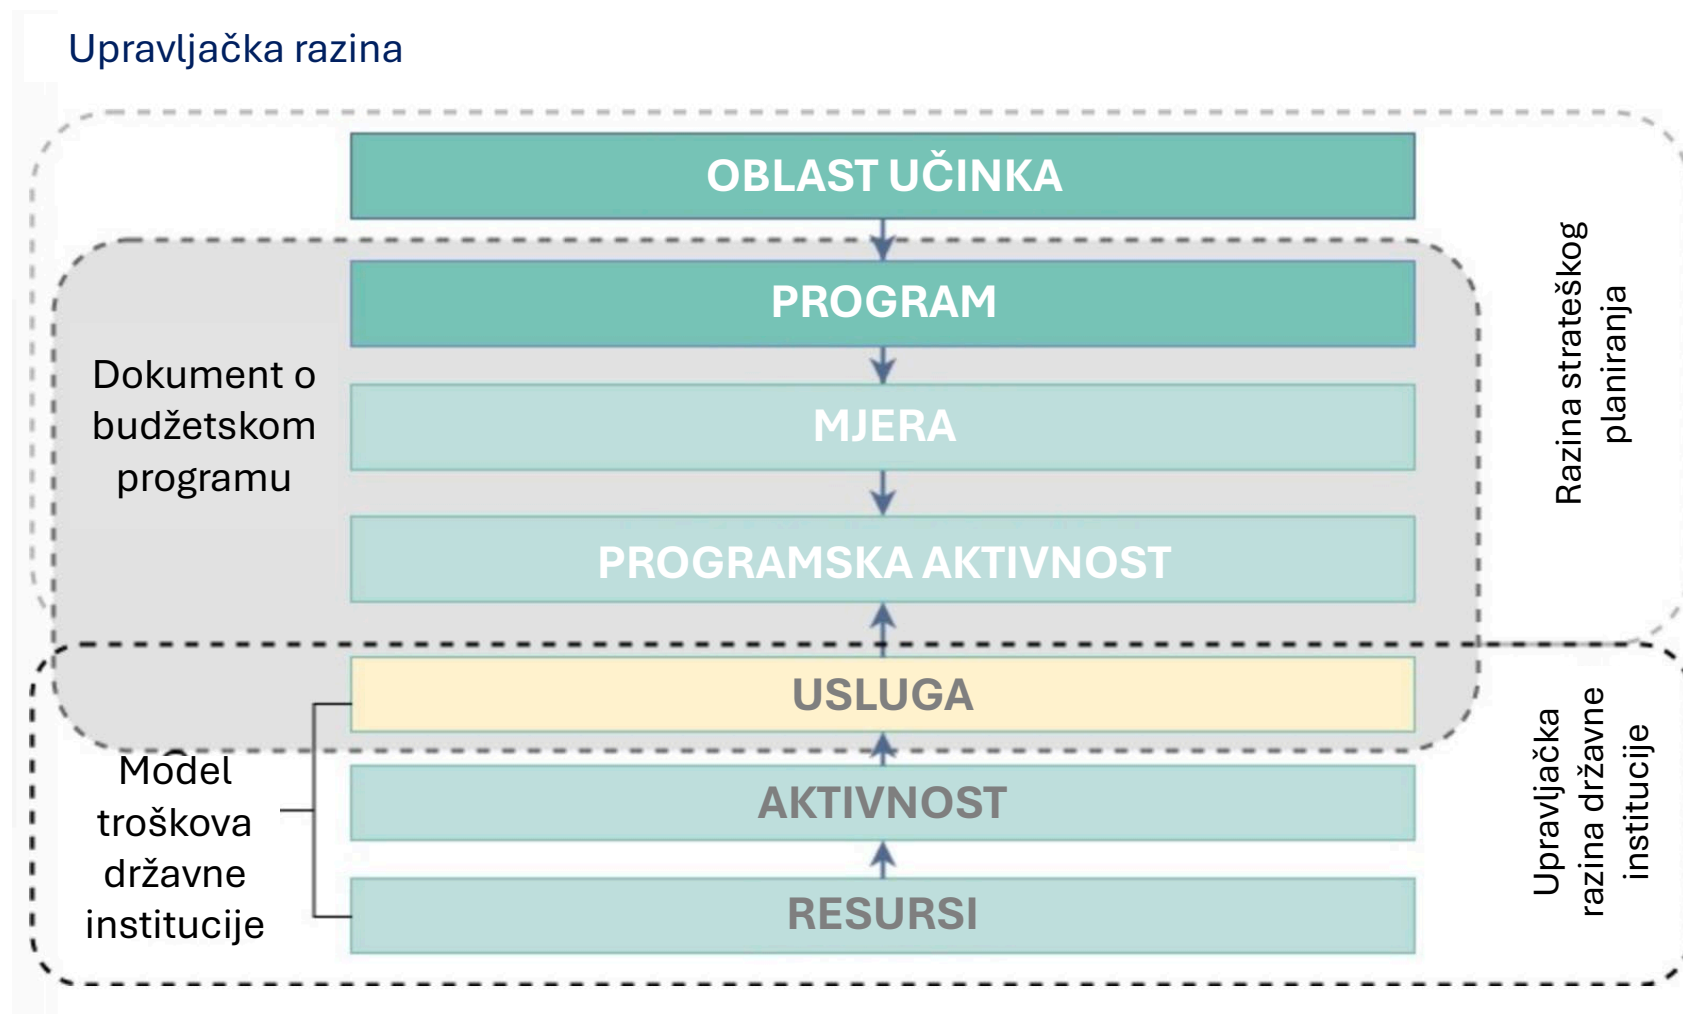 Upravljačka razina
OBLAST UČINKA
PROGRAM
Dokument o
budžetskom
programu
MJERA
PROGRAMSKA AKTIVNOST
Razina strateškog
planiranja
USLUGA
Model
troškova
državne
institucije
AKTIVNOST
RESURSI
Upravljačka
razina državne
institucije